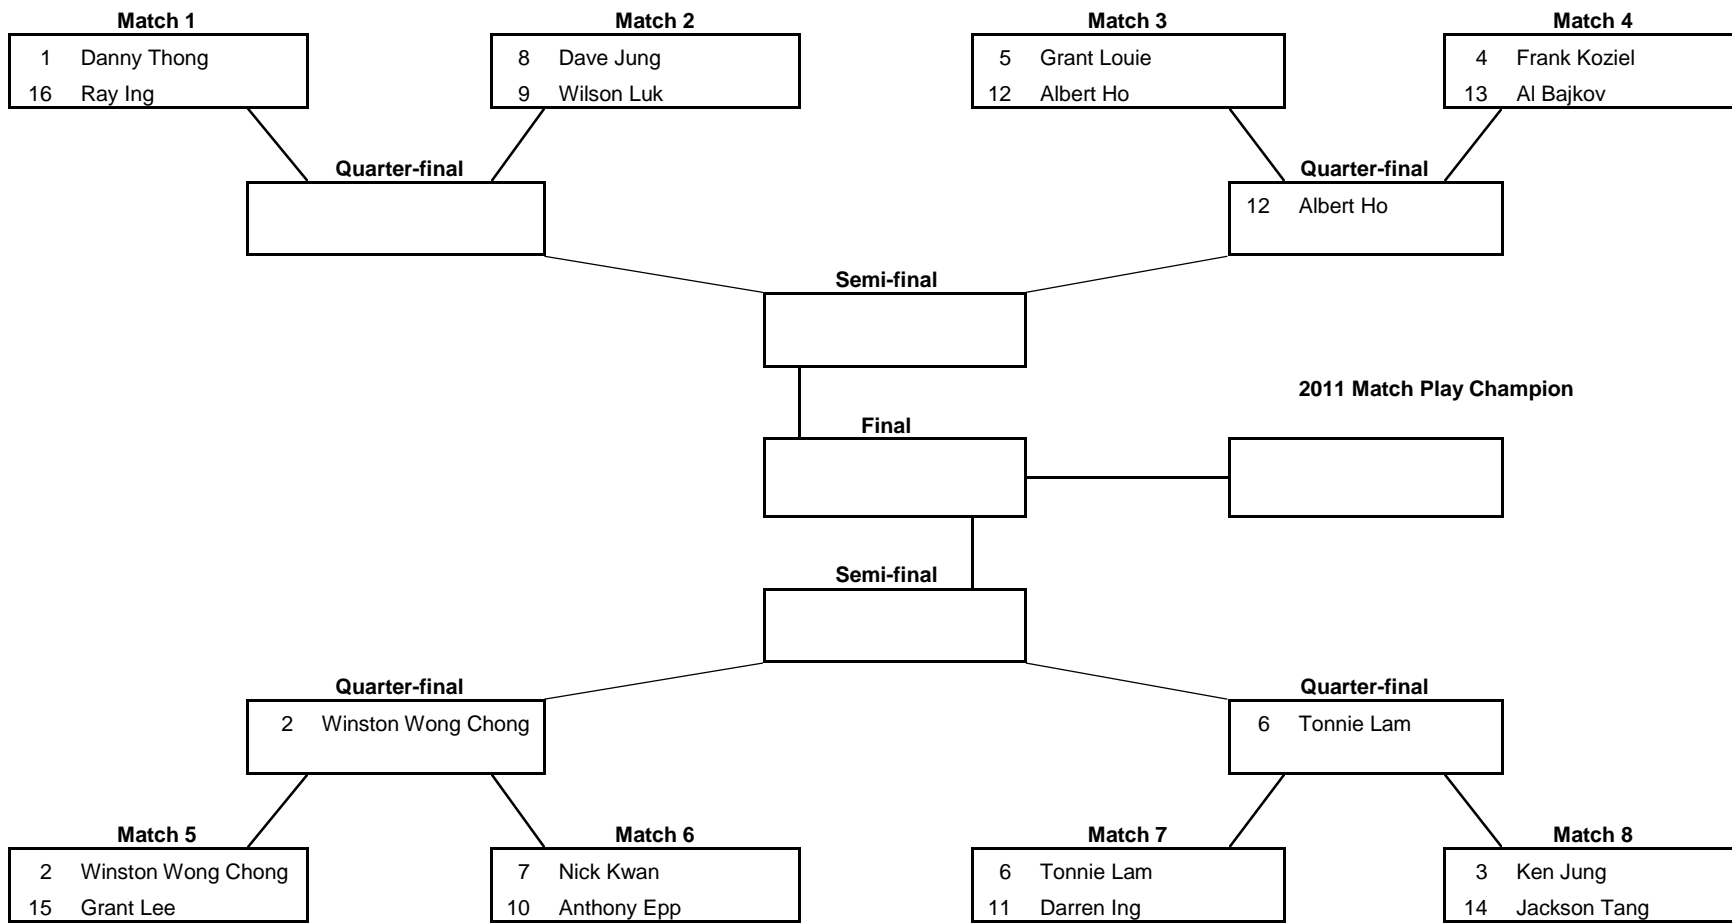 Match 1 Match 2 Match 3 Match 4
1 Danny Thong 8 Dave Jung 5 Grant Louie 4 Frank Koziel
16 Ray Ing 9 Wilson Luk 12 Albert Ho 13 Al Bajkov
Quarter-final Quarter-final
12 Albert Ho
Semi-final
2011 Match Play Champion
Final
Semi-final
Quarter-final Quarter-final
2 Winston Wong Chong 6 Tonnie Lam
Match 5 Match 6 Match 7 Match 8
2 Winston Wong Chong 7 Nick Kwan 6 Tonnie Lam 3 Ken Jung
15 Grant Lee 10 Anthony Epp 11 Darren Ing 14 Jackson Tang